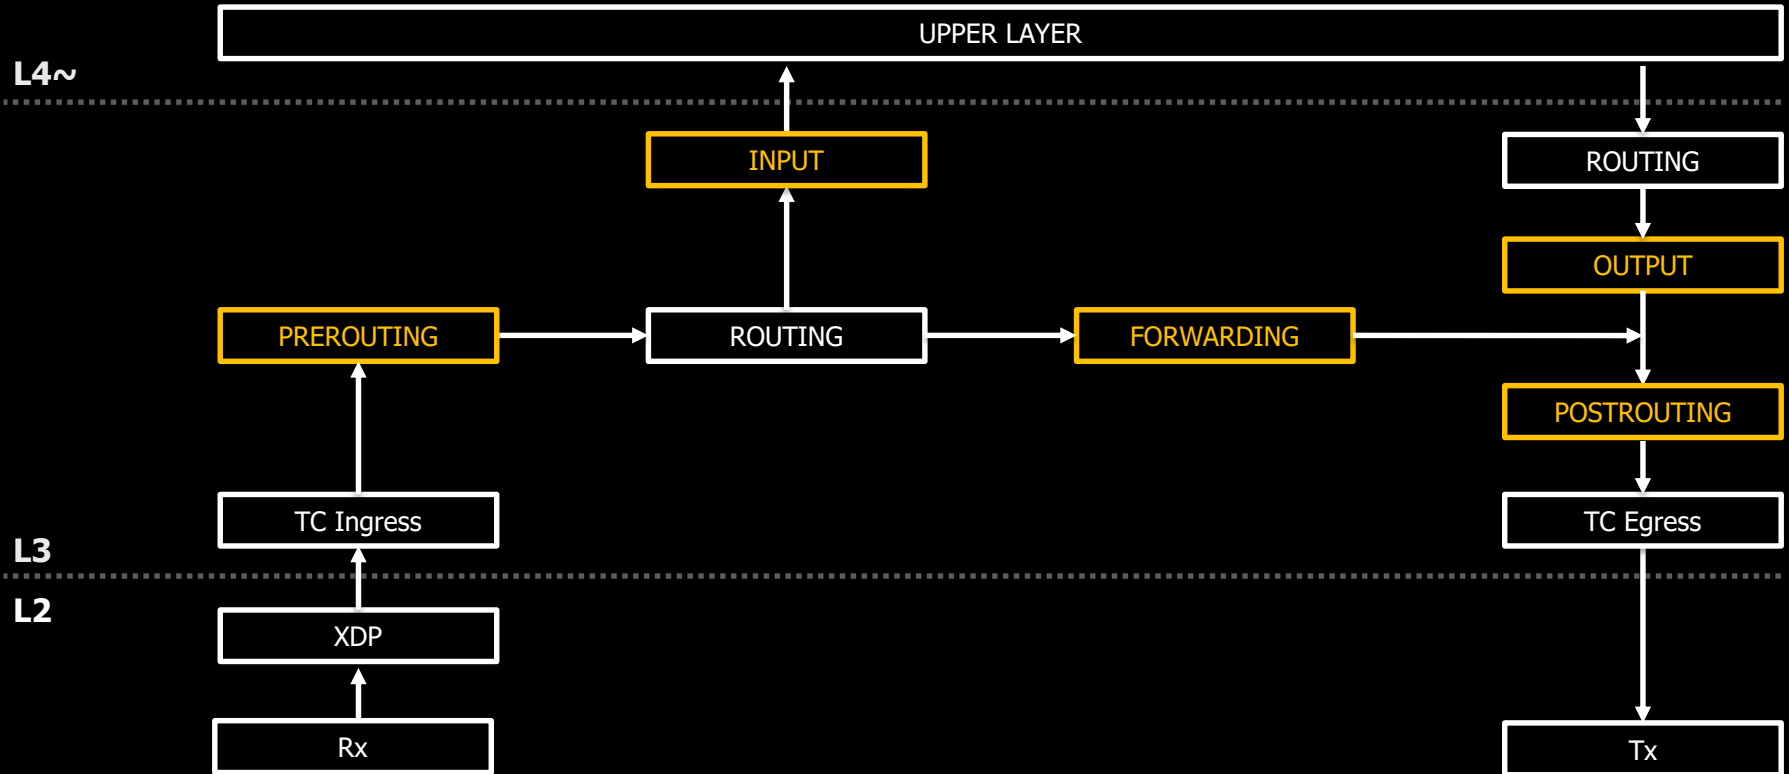 UPPER LAYER
L4~
INPUT
ROUTING
OUTPUT
PREROUTING
ROUTING
FORWARDING
POSTROUTING
TC Ingress
TC Egress
L3
L2
XDP
Rx
Tx